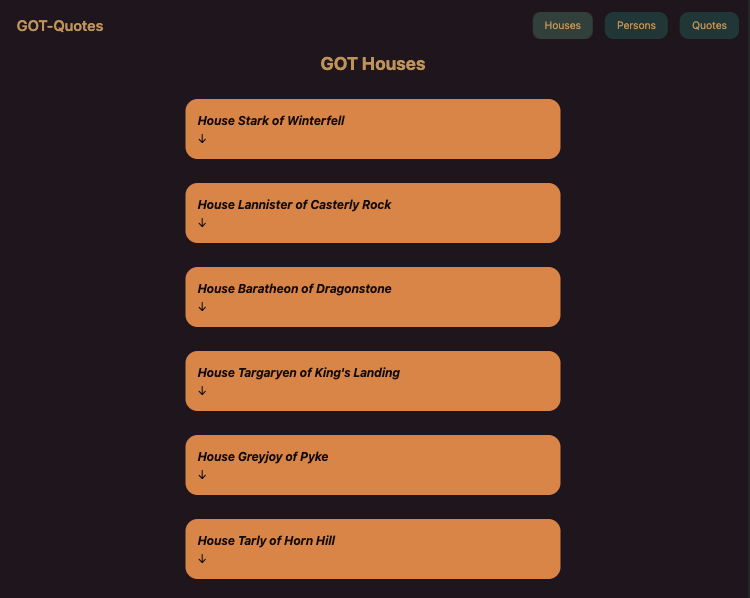 GOT-Quotes
Houses
Persons
Quotes
GOT Houses
House Stark of Winterfell
↓
House Lannister of Casterly Rock
↓
House Baratheon of Dragonstone
↓
House Targaryen of King's Landing
↓
House Greyjoy of Pyke
↓
House Tarly of Horn Hill
↓